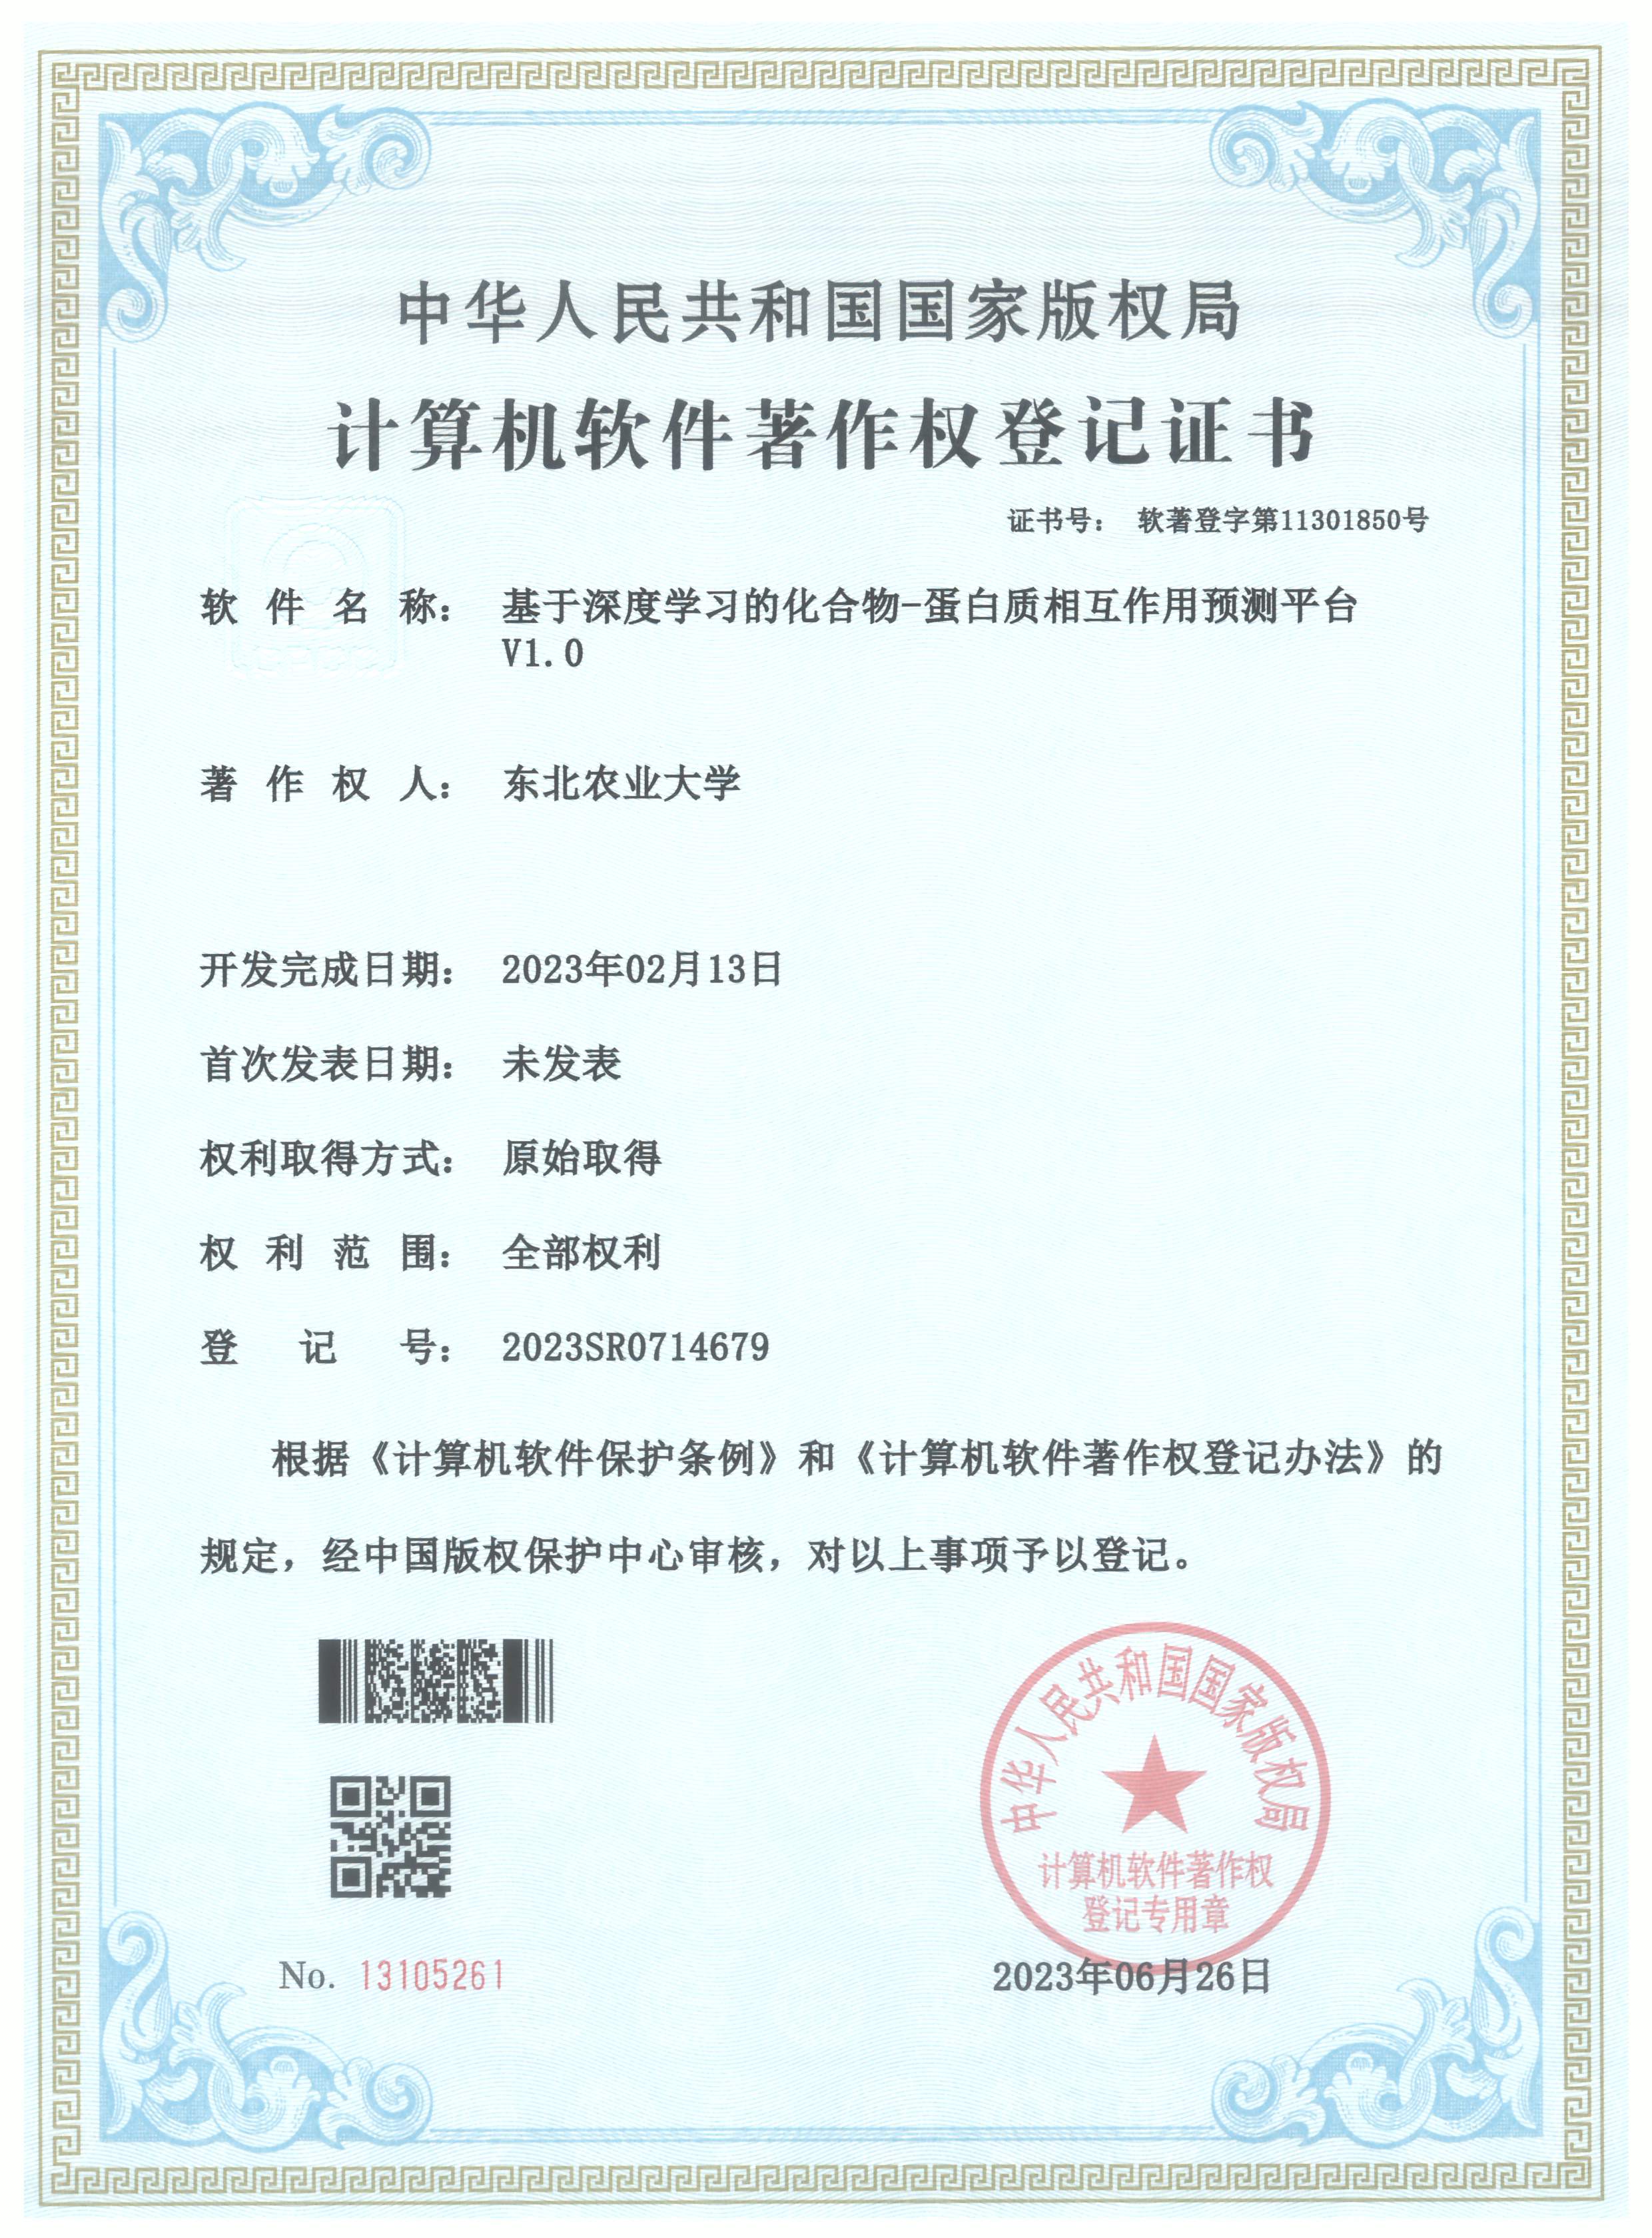 中华人民共和国国家版权局
计算机软件著作权登记证书
证书号： 软著登字第11301850号
软件名称： 基于深度学习的化合物-蛋白质相互作用预测平台
V1.0
著作权人： 东北农业大学
开发完成日期： 2023年02月13日
首次发表日期： 未发表
权利取得方式： 原始取得
权利范围： 全部权利
登记号： 2023SR0714679
根据《计算机软件保护条例》和《计算机软件著作权登记办法》的
规定，经中国版权保护中心审核，对以上事项予以登记。
中华人民共和国国家版权局
计算机软件著作权
登记专用章
No. 13105261
2023年06月26日